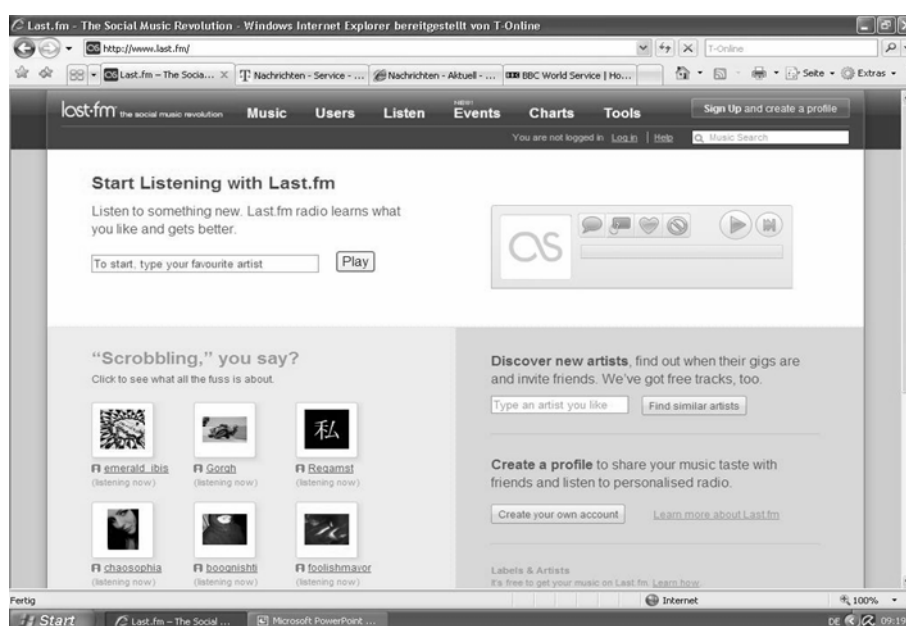 Last.fm - The Social Music Revolution - Windows Internet Explorer bereitgestellt von T-Online
http://www.last.fm/
T-Online
Last.fm – The Socia...
Nachrichten - Service - ...
Nachrichten - Aktuell - ...
BBC World Service | Ho...
Seite
Extras
last.fm the social music revolution
Music
Users
Listen
NEW!
Events
Charts
Tools
Sign Up and create a profile
You are not logged in Log in | Help
Music Search
Start Listening with Last.fm
Listen to something new. Last.fm radio learns what
you like and gets better.
To start, type your favourite artist
Play
“Scrobbling,” you say?
Click to see what all the fuss is about.
私
emerald_ibis
(listening now)
Gorgh
(listening now)
Regamst
(listening now)
chaosophia
(listening now)
boognishti
(listening now)
foolishmayor
(listening now)
Discover new artists, find out when their gigs are
and invite friends. We've got free tracks, too.
Type an artist you like
Find similar artists
Create a profile to share your music taste with
friends and listen to personalised radio.
Create your own account
Learn more about Last.fm
Labels & Artists
It's free to get your music on Last.fm. Learn how.
Fertig
Internet
100%
Start
Last.fm – The Social ...
Microsoft PowerPoint ...
DE
09:19